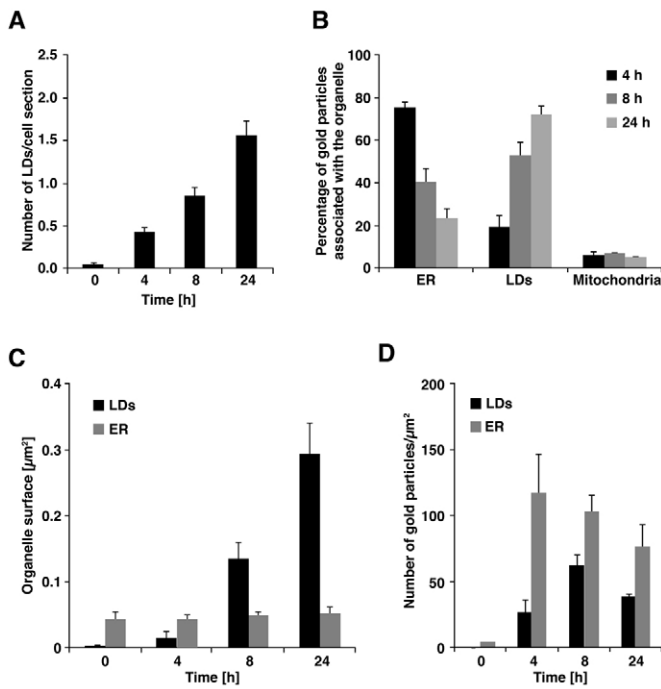 A
Number of LDs/cell section
2.5
2.0
1.5
1.0
0.5
0.0
0 4 8 24
Time [h]
B
Percentage of gold particles
associated with the organelle
100
80
60
40
20
0
4 h
8 h
24 h
ER LDs Mitochondria
C
Organelle surface [µm²]
0.4
0.3
0.2
0.1
0
LDs
ER
0 4 8 24
Time [h]
D
Number of gold particles/µm²
200
150
100
50
0
LDs
ER
0 4 8 24
Time [h]